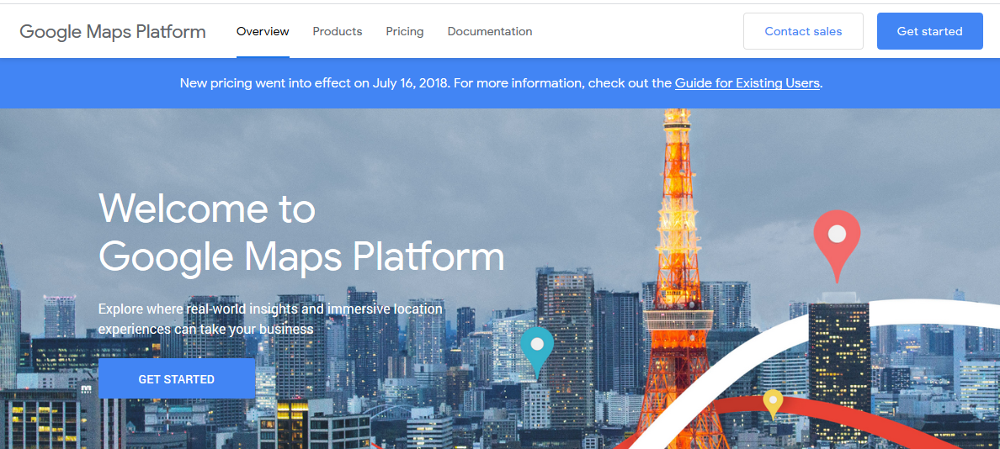 Google Maps Platform
Overview
Products
Pricing
Documentation
Contact sales
Get started
New pricing went into effect on July 16, 2018. For more information, check out the Guide for Existing Users.
Welcome to
Google Maps Platform
Explore where real-world insights and immersive location
experiences can take your business
GET STARTED